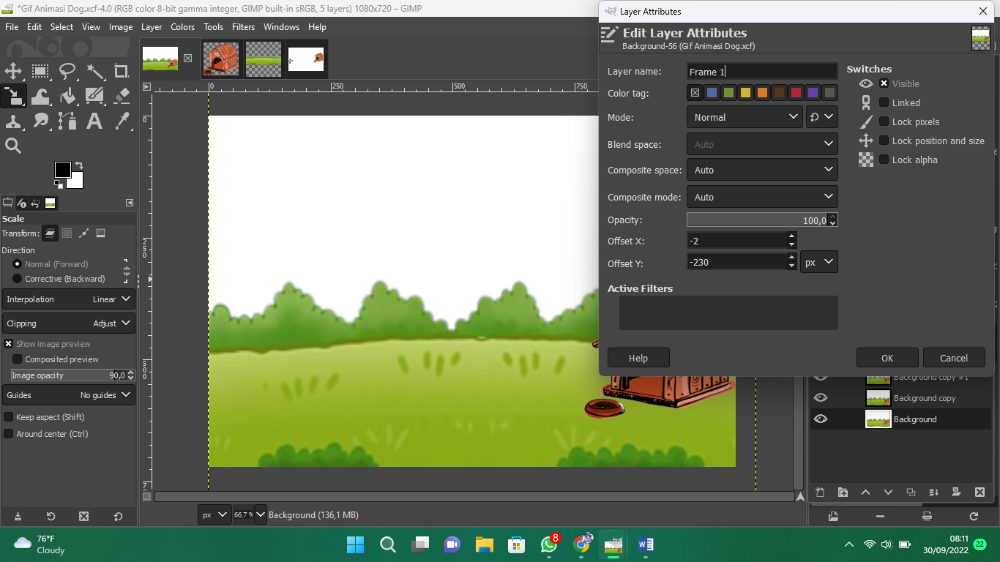 *Gif Animasi Dog.xcf-4.0 (RGB color 8-bit gamma integer, GIMP built-in sRGB, 5 layers) 1080x720 – GIMP
File Edit Select View Image Layer Colors Tools Filters Windows Help
0 250 500 750
0
250
500
7
Scale
Transform:
Direction
Normal (Forward)
Corrective (Backward)
Interpolation Linear
Clipping Adjust
Show image preview
Composited preview
Image opacity 90,0
Guides No guides
Keep aspect (Shift)
Around center (Ctrl)
px 66,7 % Background (136,1 MB)
Layer Attributes
Edit Layer Attributes
Background-56 (Gif Animasi Dog.xcf)
Layer name: Frame 1
Color tag:
Mode: Normal
Blend space: Auto
Composite space: Auto
Composite mode: Auto
Opacity: 100,0
Offset X: -2
Offset Y: -230 px
Active Filters
Switches
Visible
Linked
Lock pixels
Lock position and size
Lock alpha
Help OK Cancel
Background copy #1
Background copy
Background
76°F
Cloudy
8
08:11
30/09/2022
22